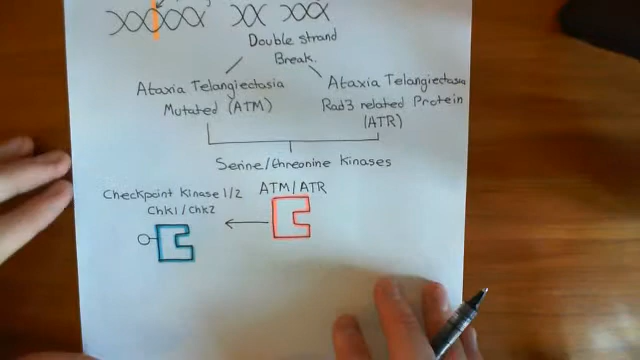 Double strand
Break.
Ataxia Telangiectasia
Mutated (ATM)
Ataxia Telangiectasia
Rad3 related Protein
(ATR)
Serine/threonine Kinases
Checkpoint Kinase 1/2
Chk1/Chk2
ATM/ATR